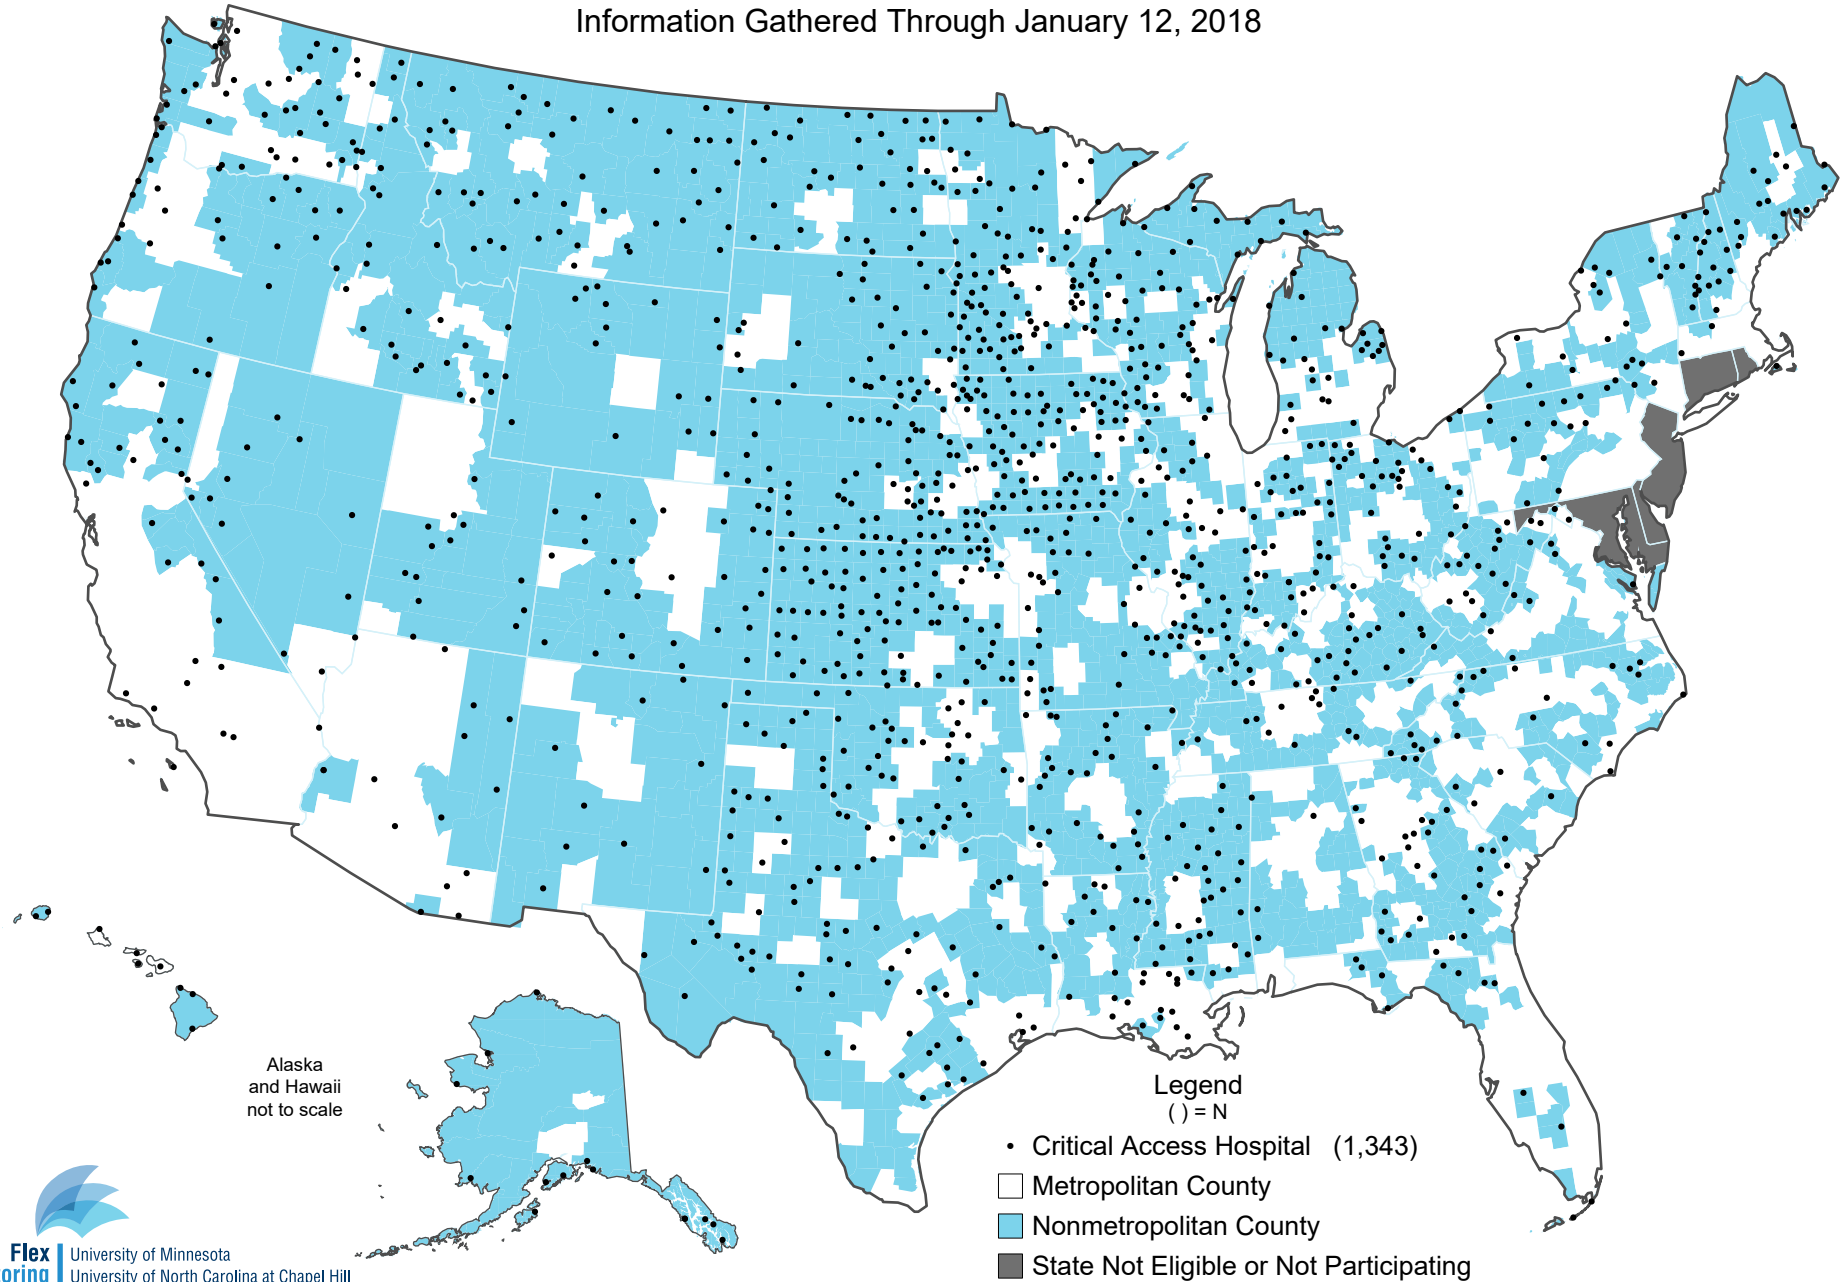 Information Gathered Through January 12, 2018
Alaska
and Hawaii
not to scale
Legend
( ) = N
Critical Access Hospital (1,343)
Metropolitan County
Nonmetropolitan County
State Not Eligible or Not Participating
Flex
University of Minnesota
University of North Carolina at Chapel Hill